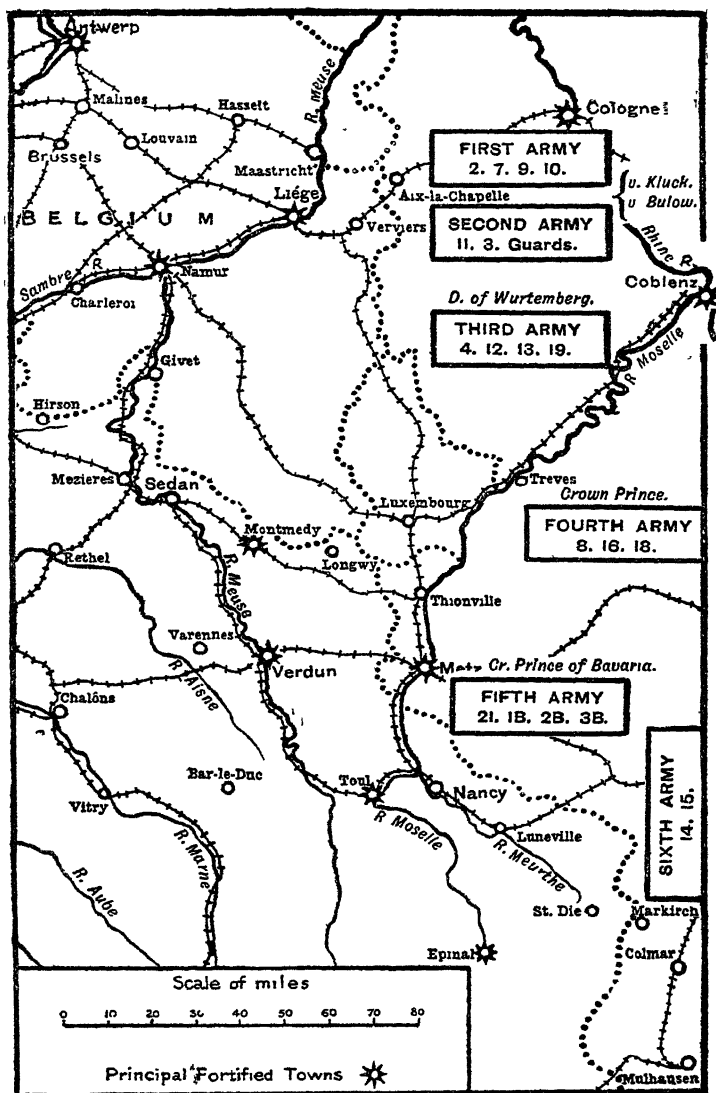 Antwerp
Malines
Hasselt
R. Meuse
Cologne
Louvain
Brussels
Maastricht
FIRST ARMY
2. 7. 9. 10.
Aix-la-Chapelle
v. Kluck.
v Bulow.
Liége
BELGIUM
Verviers
SECOND ARMY
11. 3. Guards.
Rhine R.
Sambre R.
Namur
Charleroi
Coblenz
D. of Wurtemberg.
THIRD ARMY
4. 12. 13. 19.
R Moselle
Givet
Hirson
Mezieres
Sedan
Treves
Luxembourg
Crown Prince.
FOURTH ARMY
8. 16. 18.
Montmedy
Longwy
Rethel
R. Meuse
Thionville
Varennes
Verdun
R. Aisne
Metz
Cr. Prince of Bavaria.
FIFTH ARMY
21. 1B. 2B. 3B.
Chalôns
SIXTH ARMY
14. 15.
Bar-le-Duc
Toul
Nancy
Vitry
R Moselle
Luneville
R. Marne
R. Meurthe
R. Aube
St. Die
Markirch
Epinal
Colmar
Scale of miles
0 10 20 30 40 50 60 70 80
Principal Fortified Towns
Mulhausen